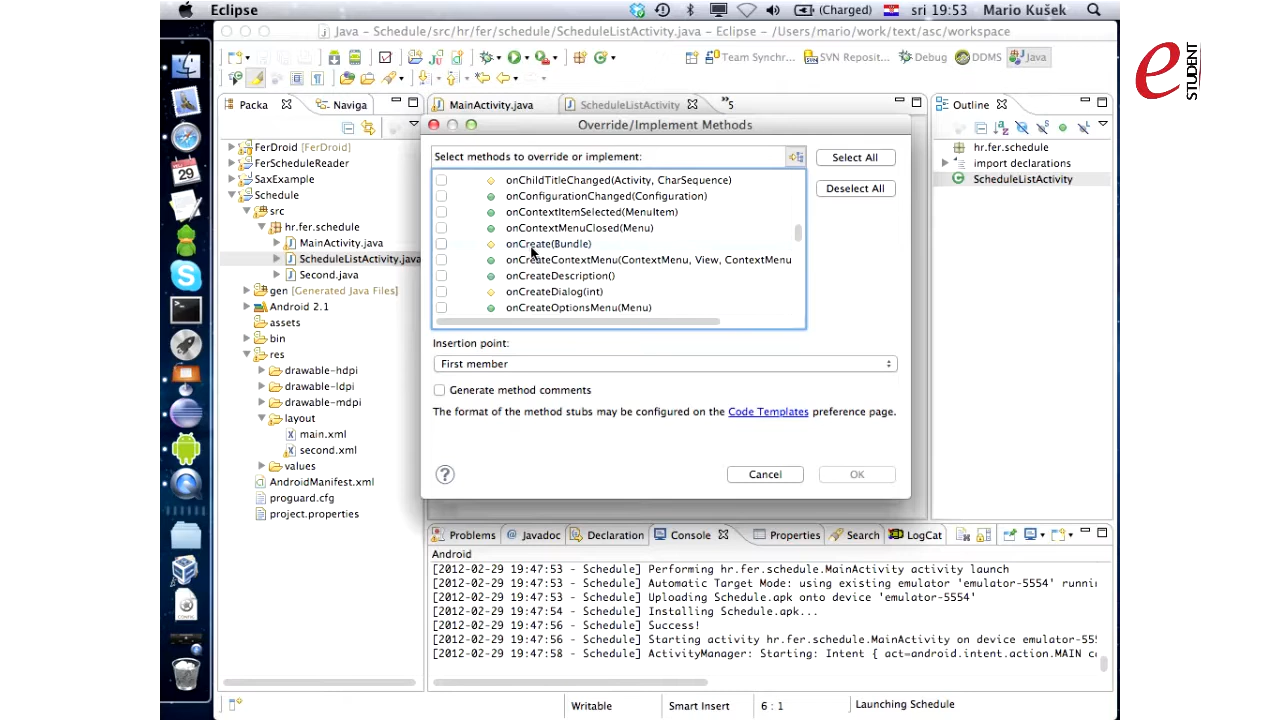 Eclipse
(Charged)
sri 19:53
Mario Kušek
Java – Schedule/src/hr/fer/schedule/ScheduleListActivity.java – Eclipse – /Users/mario/work/text/asc/workspace
Team Synchr...
SVN Reposit...
Debug
DDMS
Java
e
STUDENT
Packa
Naviga
MainActivity.java
ScheduleListActivity
»5
Outline
FerDroid [FerDroid]
FerScheduleReader
SaxExample
Schedule
src
hr.fer.schedule
MainActivity.java
ScheduleListActivity.java
Second.java
gen [Generated Java Files]
Android 2.1
assets
bin
res
drawable-hdpi
drawable-ldpi
drawable-mdpi
layout
main.xml
second.xml
values
AndroidManifest.xml
proguard.cfg
project.properties
Override/Implement Methods
Select methods to override or implement:
Select All
Deselect All
onChildTitleChanged(Activity, CharSequence)
onConfigurationChanged(Configuration)
onContextItemSelected(MenuItem)
onContextMenuClosed(Menu)
onCreate(Bundle)
onCreateContextMenu(ContextMenu, View, ContextMenu
onCreateDescription()
onCreateDialog(int)
onCreateOptionsMenu(Menu)
Insertion point:
First member
Generate method comments
The format of the method stubs may be configured on the Code Templates preference page.
?
Cancel
OK
hr.fer.schedule
import declarations
ScheduleListActivity
Problems
@ Javadoc
Declaration
Console
Properties
Search
LogCat
Android
[2012-02-29 19:47:53 - Schedule] Performing hr.fer.schedule.MainActivity activity launch
[2012-02-29 19:47:53 - Schedule] Automatic Target Mode: using existing emulator 'emulator-5554' runni
[2012-02-29 19:47:53 - Schedule] Uploading Schedule.apk onto device 'emulator-5554'
[2012-02-29 19:47:54 - Schedule] Installing Schedule.apk...
[2012-02-29 19:47:56 - Schedule] Success!
[2012-02-29 19:47:56 - Schedule] Starting activity hr.fer.schedule.MainActivity on device emulator-55
[2012-02-29 19:47:58 - Schedule] ActivityManager: Starting: Intent { act=android.intent.action.MAIN c
Writable
Smart Insert
6 : 1
Launching Schedule